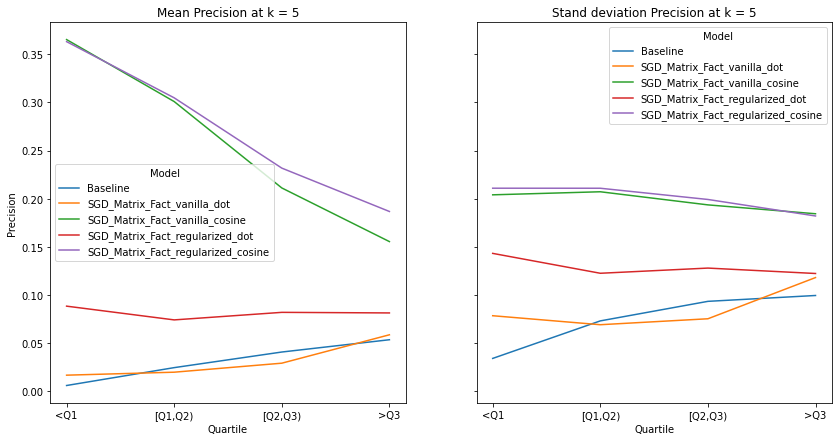 Mean Precision at k = 5
Precision
0.35
0.30
0.25
0.20
0.15
0.10
0.05
0.00
Model
Baseline
SGD_Matrix_Fact_vanilla_dot
SGD_Matrix_Fact_vanilla_cosine
SGD_Matrix_Fact_regularized_dot
SGD_Matrix_Fact_regularized_cosine
<Q1
[Q1,Q2)
[Q2,Q3)
>Q3
Quartile
Stand deviation Precision at k = 5
Model
Baseline
SGD_Matrix_Fact_vanilla_dot
SGD_Matrix_Fact_vanilla_cosine
SGD_Matrix_Fact_regularized_dot
SGD_Matrix_Fact_regularized_cosine
<Q1
[Q1,Q2)
[Q2,Q3)
>Q3
Quartile